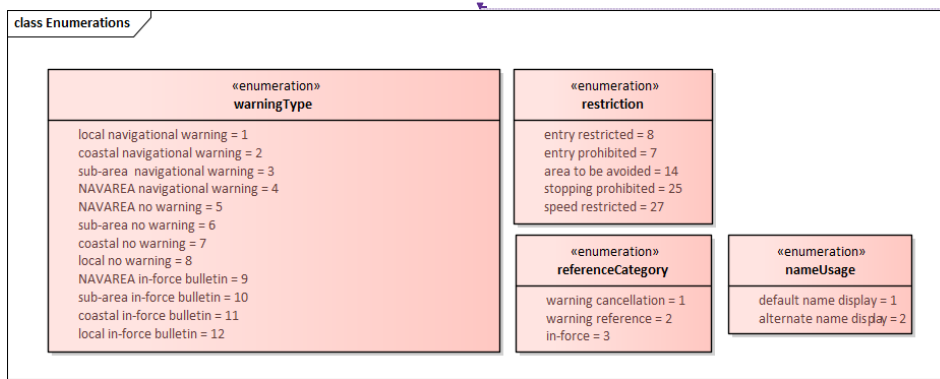 class Enumerations
«enumeration»
warningType
local navigational warning = 1
coastal navigational warning = 2
sub-area  navigational warning = 3
NAVAREA navigational warning = 4
NAVAREA no warning = 5
sub-area no warning = 6
coastal no warning = 7
local no warning = 8
NAVAREA in-force bulletin = 9
sub-area in-force bulletin = 10
coastal in-force bulletin = 11
local in-force bulletin = 12
«enumeration»
restriction
entry restricted = 8
entry prohibited = 7
area to be avoided = 14
stopping prohibited = 25
speed restricted = 27
«enumeration»
referenceCategory
warning cancellation = 1
warning reference = 2
in-force = 3
«enumeration»
nameUsage
default name display = 1
alternate name display = 2